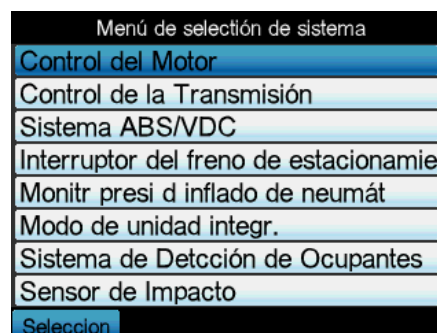 Menú de selectión de sistema
Control del Motor
Control de la Transmisión
Sistema ABS/VDC
Interruptor del freno de estacionamie
Monitr presi d inflado de neumát
Modo de unidad integr.
Sistema de Detcción de Ocupantes
Sensor de Impacto
Seleccion